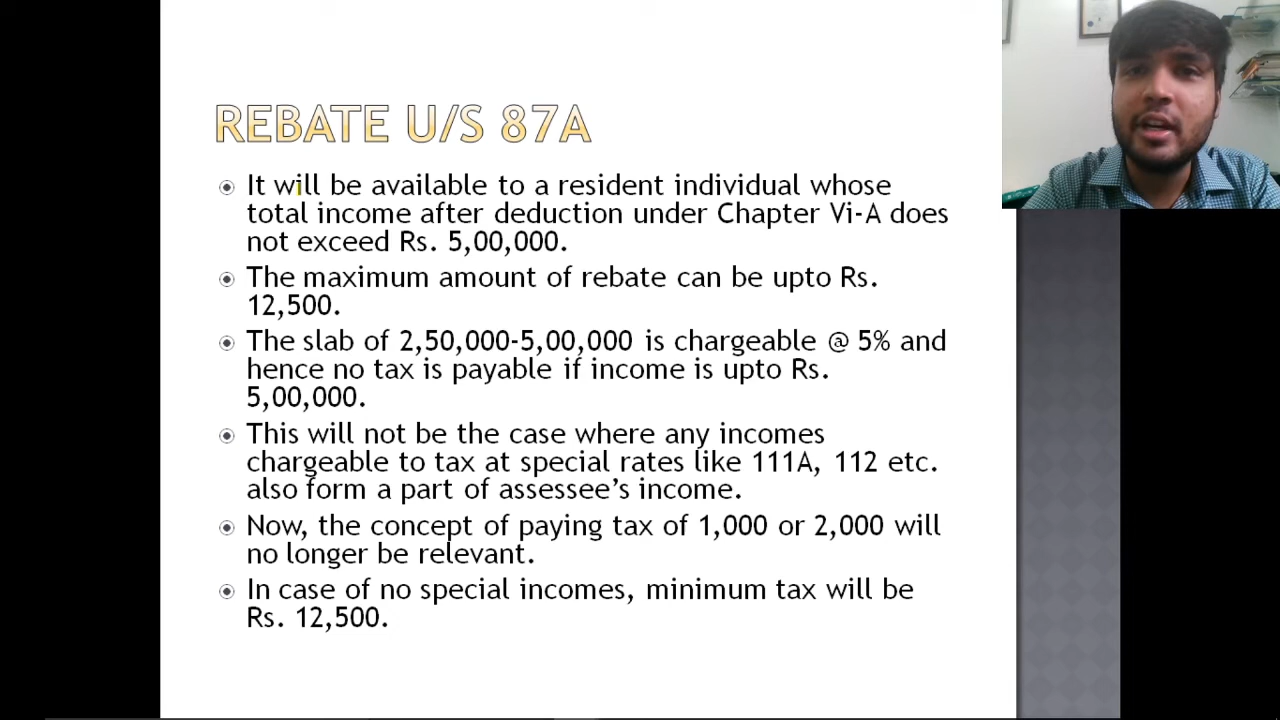 REBATE U/S 87A
It will be available to a resident individual whose
total income after deduction under Chapter Vi-A does
not exceed Rs. 5,00,000.
The maximum amount of rebate can be upto Rs.
12,500.
The slab of 2,50,000-5,00,000 is chargeable @ 5% and
hence no tax is payable if income is upto Rs.
5,00,000.
This will not be the case where any incomes
chargeable to tax at special rates like 111A, 112 etc.
also form a part of assessee’s income.
Now, the concept of paying tax of 1,000 or 2,000 will
no longer be relevant.
In case of no special incomes, minimum tax will be
Rs. 12,500.